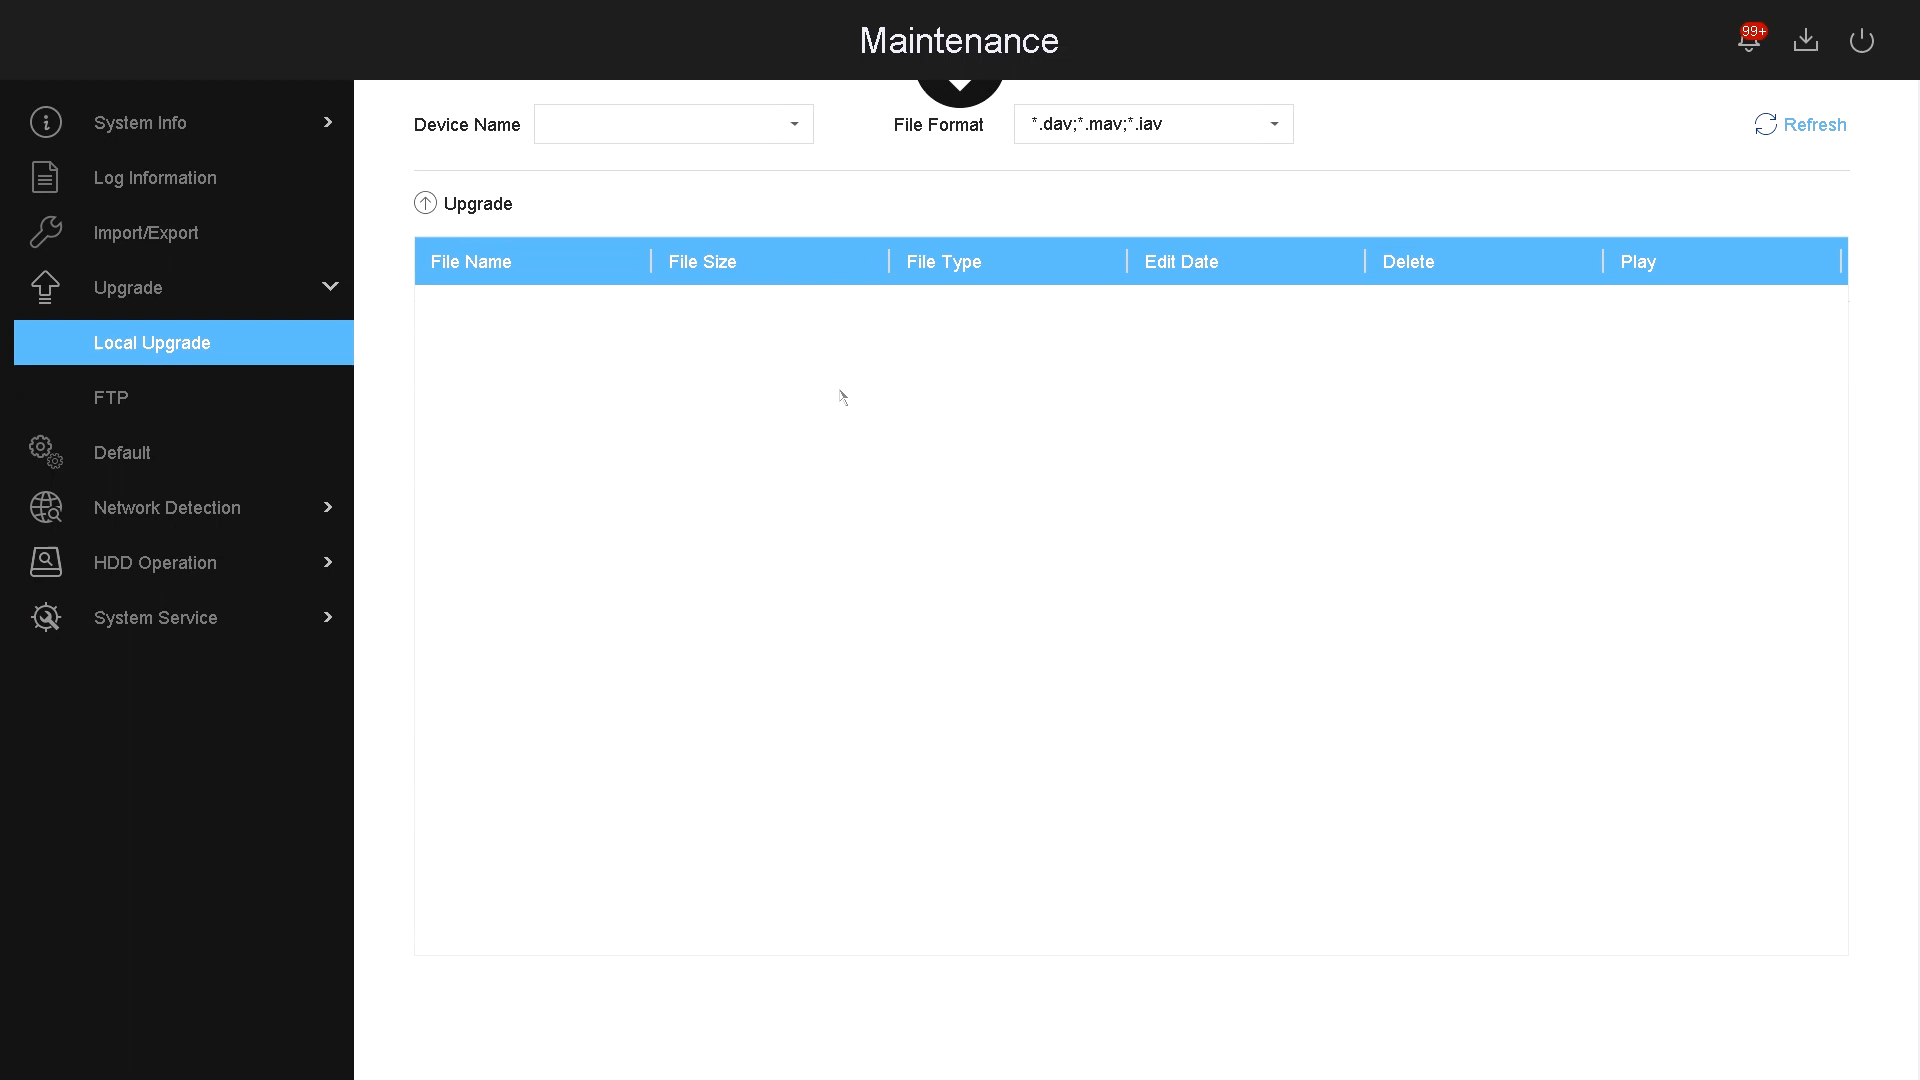 Maintenance
99+
System Info
Log Information
Import/Export
Upgrade
Local Upgrade
FTP
Default
Network Detection
HDD Operation
System Service
Device Name
File Format *.dav;*.mav;*.iav
Refresh
Upgrade
File Name File Size File Type Edit Date Delete Play